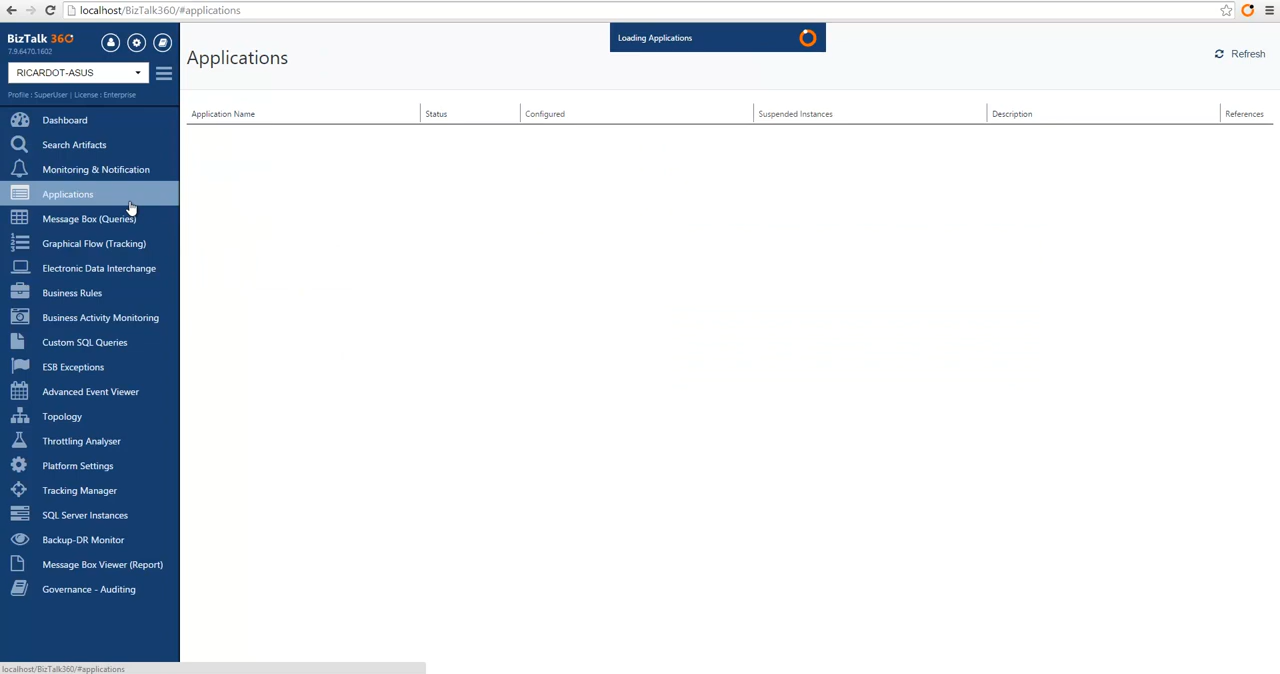 localhost/BizTalk360/#applications
BizTalk 360
7.9.6470.1602
RICARDOT-ASUS
Profile : SuperUser | License : Enterprise
Dashboard
Search Artifacts
Monitoring & Notification
Applications
Message Box (Queries)
Graphical Flow (Tracking)
Electronic Data Interchange
Business Rules
Business Activity Monitoring
Custom SQL Queries
ESB Exceptions
Advanced Event Viewer
Topology
Throttling Analyser
Platform Settings
Tracking Manager
SQL Server Instances
Backup-DR Monitor
Message Box Viewer (Report)
Governance - Auditing
Loading Applications
Applications
Refresh
Application Name Status Configured Suspended Instances Description References
localhost/BizTalk360/#applications